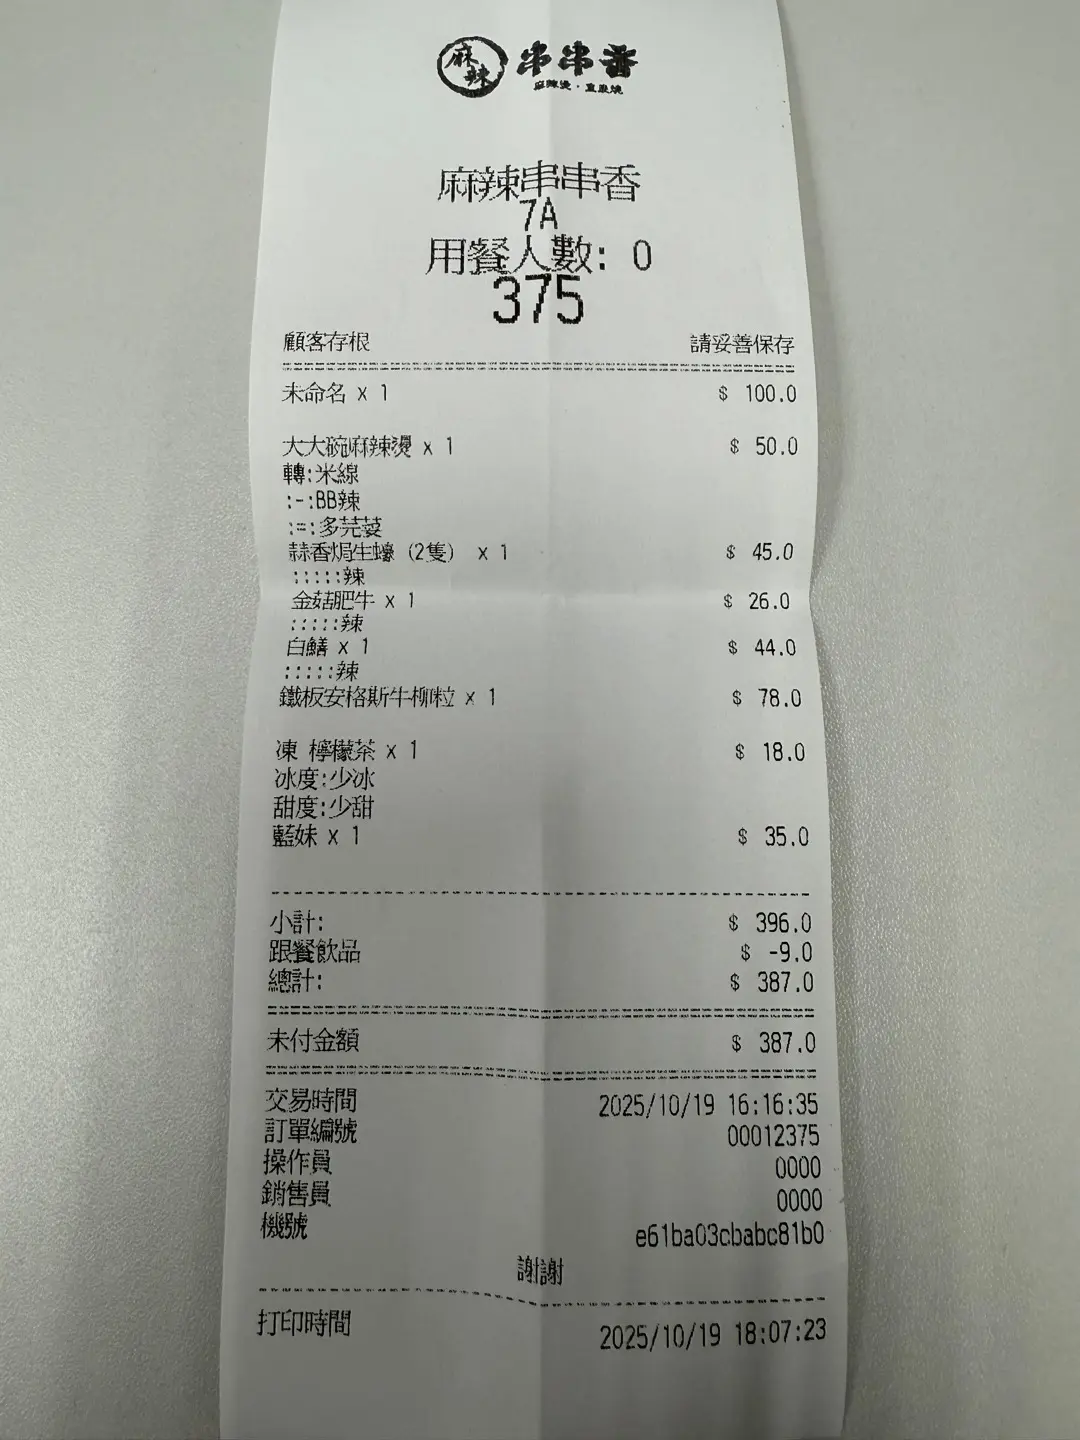 麻辣 串串香
麻辣燙·直服燒
麻辣串串香
7A
用餐人數: 0
375
顧客存根 請妥善保存
未命名 x 1 $ 100.0
大大碗麻辣燙 x 1 $ 50.0
轉:米線
:-:BB辣
:=:多芫荽
蒜香焗生蠔 (2隻) x 1 $ 45.0
:::::辣
金菇肥牛 x 1 $ 26.0
:::::辣
白鱔 x 1 $ 44.0
:::::辣
鐵板安格斯牛柳粒 x 1 $ 78.0
凍 檸檬茶 x 1 $ 18.0
冰度:少冰
甜度:少甜
藍妹 x 1 $ 35.0
小計: $ 396.0
跟餐飲品 $ -9.0
總計: $ 387.0
未付金額 $ 387.0
交易時間 2025/10/19 16:16:35
訂單編號 00012375
操作員 0000
銷售員 0000
機號 e61ba03cbabc81b0
謝謝
打印時間 2025/10/19 18:07:23